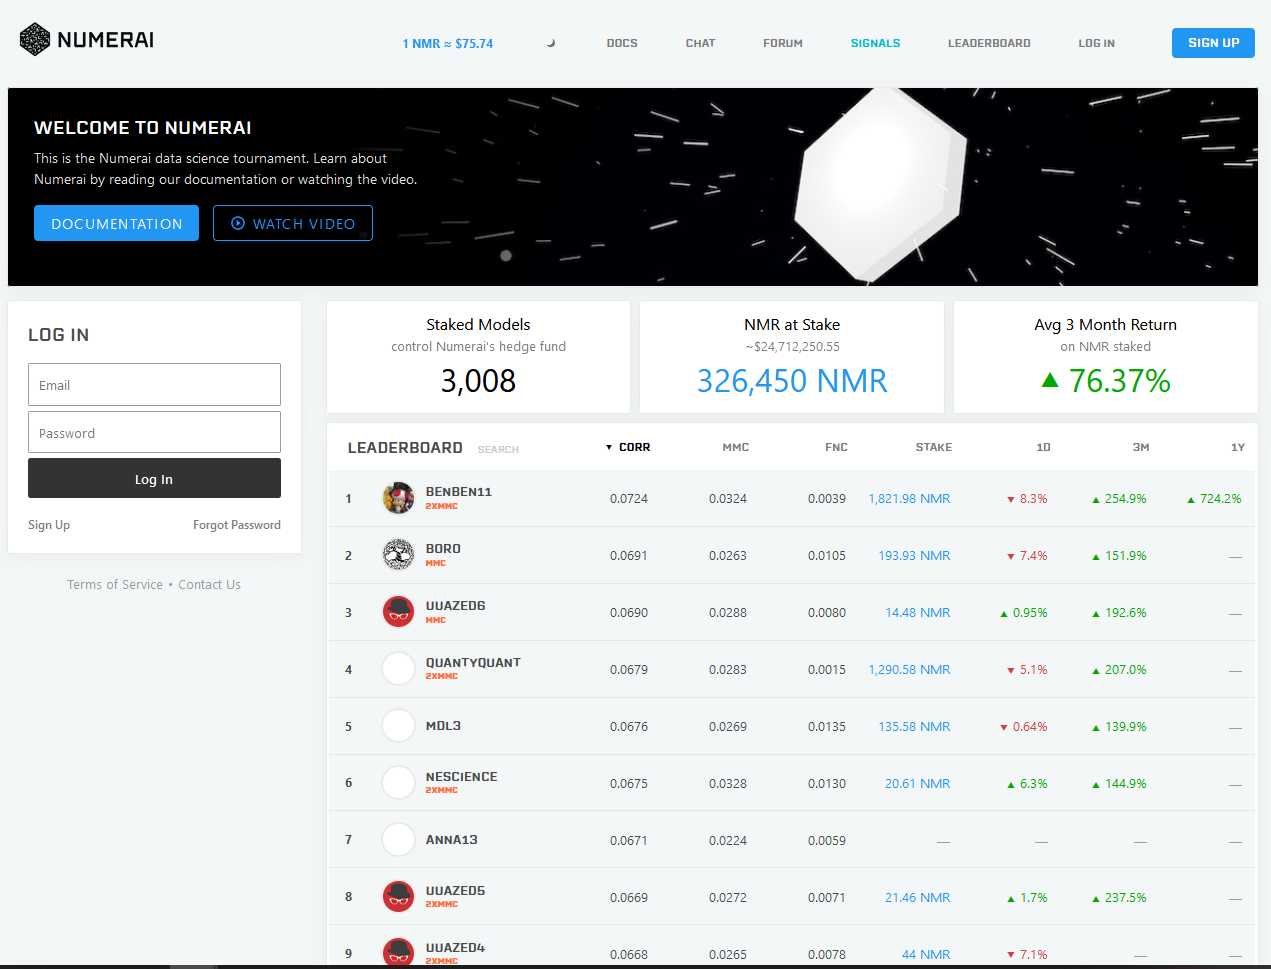 NUMERAI
1 NMR ≈ $75.74
DOCS
CHAT
FORUM
SIGNALS
LEADERBOARD
LOG IN
SIGN UP
WELCOME TO NUMERAI
This is the Numerai data science tournament. Learn about
Numerai by reading our documentation or watching the video.
DOCUMENTATION
WATCH VIDEO
LOG IN
Email
Password
Log In
Sign Up
Forgot Password
Terms of Service • Contact Us
Staked Models
control Numerai's hedge fund
3,008
NMR at Stake
~$24,712,250.55
326,450 NMR
Avg 3 Month Return
on NMR staked
▲ 76.37%
LEADERBOARD SEARCH ▼ CORR MMC FNC STAKE 1D 3M 1Y
1 BENBEN11 0.0724 0.0324 0.0039 1,821.98 NMR ▼ 8.3% ▲ 254.9% ▲ 724.2%
2XMMC
2 BORO 0.0691 0.0263 0.0105 193.93 NMR ▼ 7.4% ▲ 151.9% —
MMC
3 UUAZED6 0.0690 0.0288 0.0080 14.48 NMR ▲ 0.95% ▲ 192.6% —
MMC
4 QUANTYQUANT 0.0679 0.0283 0.0015 1,290.58 NMR ▼ 5.1% ▲ 207.0% —
2XMMC
5 MDL3 0.0676 0.0269 0.0135 135.58 NMR ▼ 0.64% ▲ 139.9% —
6 NESCIENCE 0.0675 0.0328 0.0130 20.61 NMR ▲ 6.3% ▲ 144.9% —
2XMMC
7 ANNA13 0.0671 0.0224 0.0059 — — — —
8 UUAZED5 0.0669 0.0272 0.0071 21.46 NMR ▲ 1.7% ▲ 237.5% —
2XMMC
9 UUAZED4 0.0668 0.0265 0.0078 44 NMR ▼ 7.1% — —
2XMMC